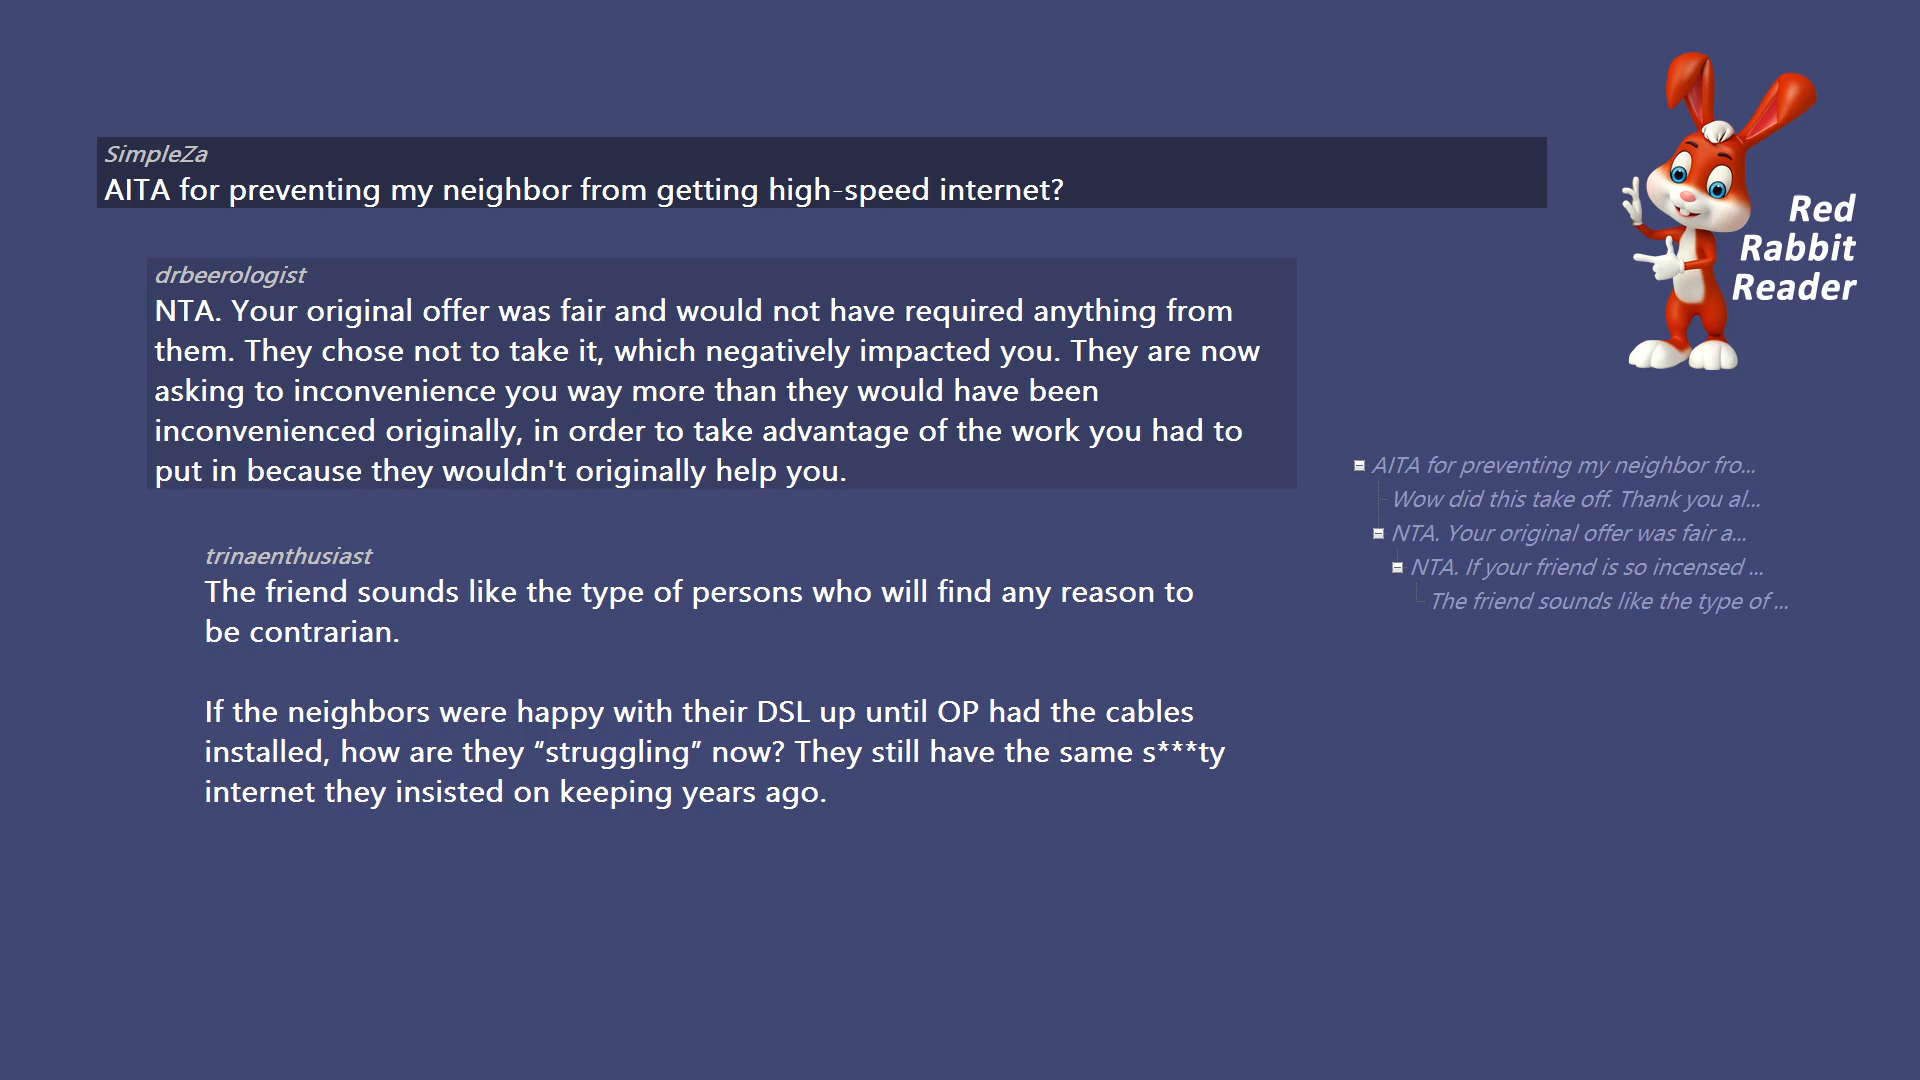 SimpleZa
AITA for preventing my neighbor from getting high-speed internet?
drbeerologist
NTA. Your original offer was fair and would not have required anything from
them. They chose not to take it, which negatively impacted you. They are now
asking to inconvenience you way more than they would have been
inconvenienced originally, in order to take advantage of the work you had to
put in because they wouldn't originally help you.
trinaenthusiast
The friend sounds like the type of persons who will find any reason to
be contrarian.
If the neighbors were happy with their DSL up until OP had the cables
installed, how are they “struggling” now? They still have the same s***ty
internet they insisted on keeping years ago.
Red
Rabbit
Reader
AITA for preventing my neighbor fro...
Wow did this take off. Thank you al...
NTA. Your original offer was fair a...
NTA. If your friend is so incensed ...
The friend sounds like the type of ...